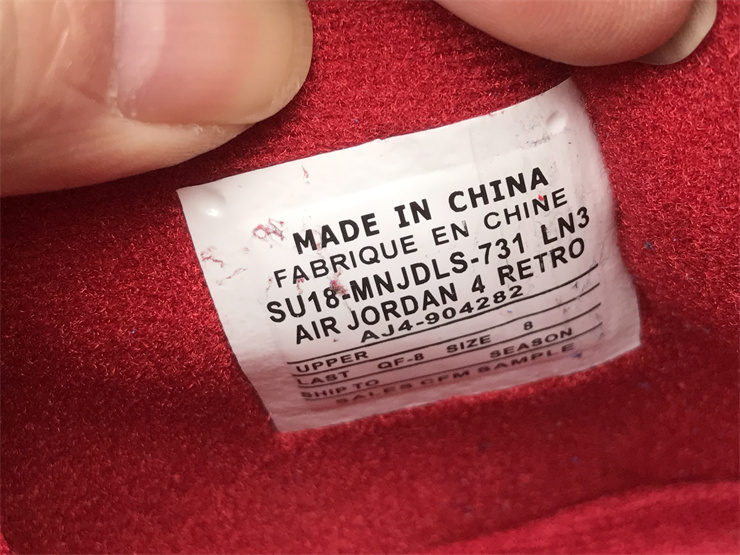 MADE IN CHINA
FABRIQUE EN CHINE
SU18-MNJDLS-731 LN3
AIR JORDAN 4 RETRO
AJ4-904282
UPPER
LAST QF-8 SIZE 8
SHIP TO SEASON
SALES CFM SAMPLE